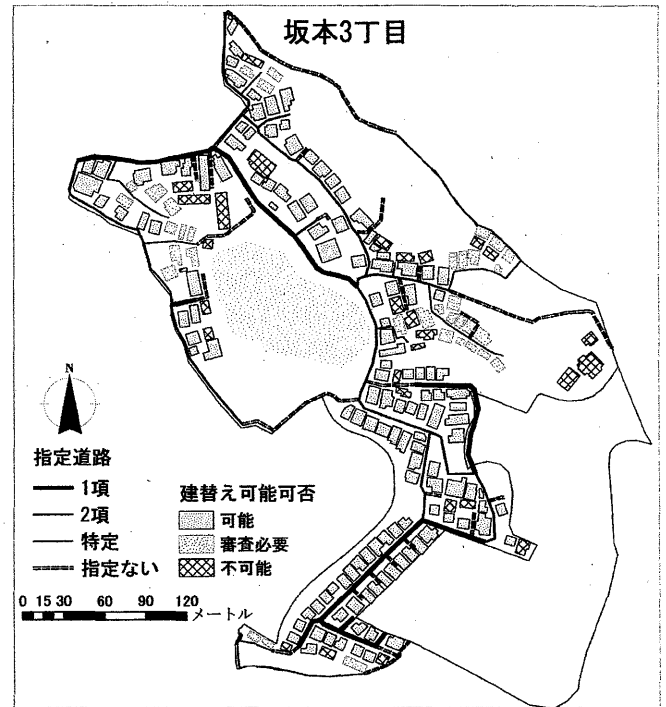 坂本3丁目
N
指定道路
1項
2項
特定
指定ない
建替え可能可否
可能
審査必要
不可能
0 15 30 60 90 120 メートル